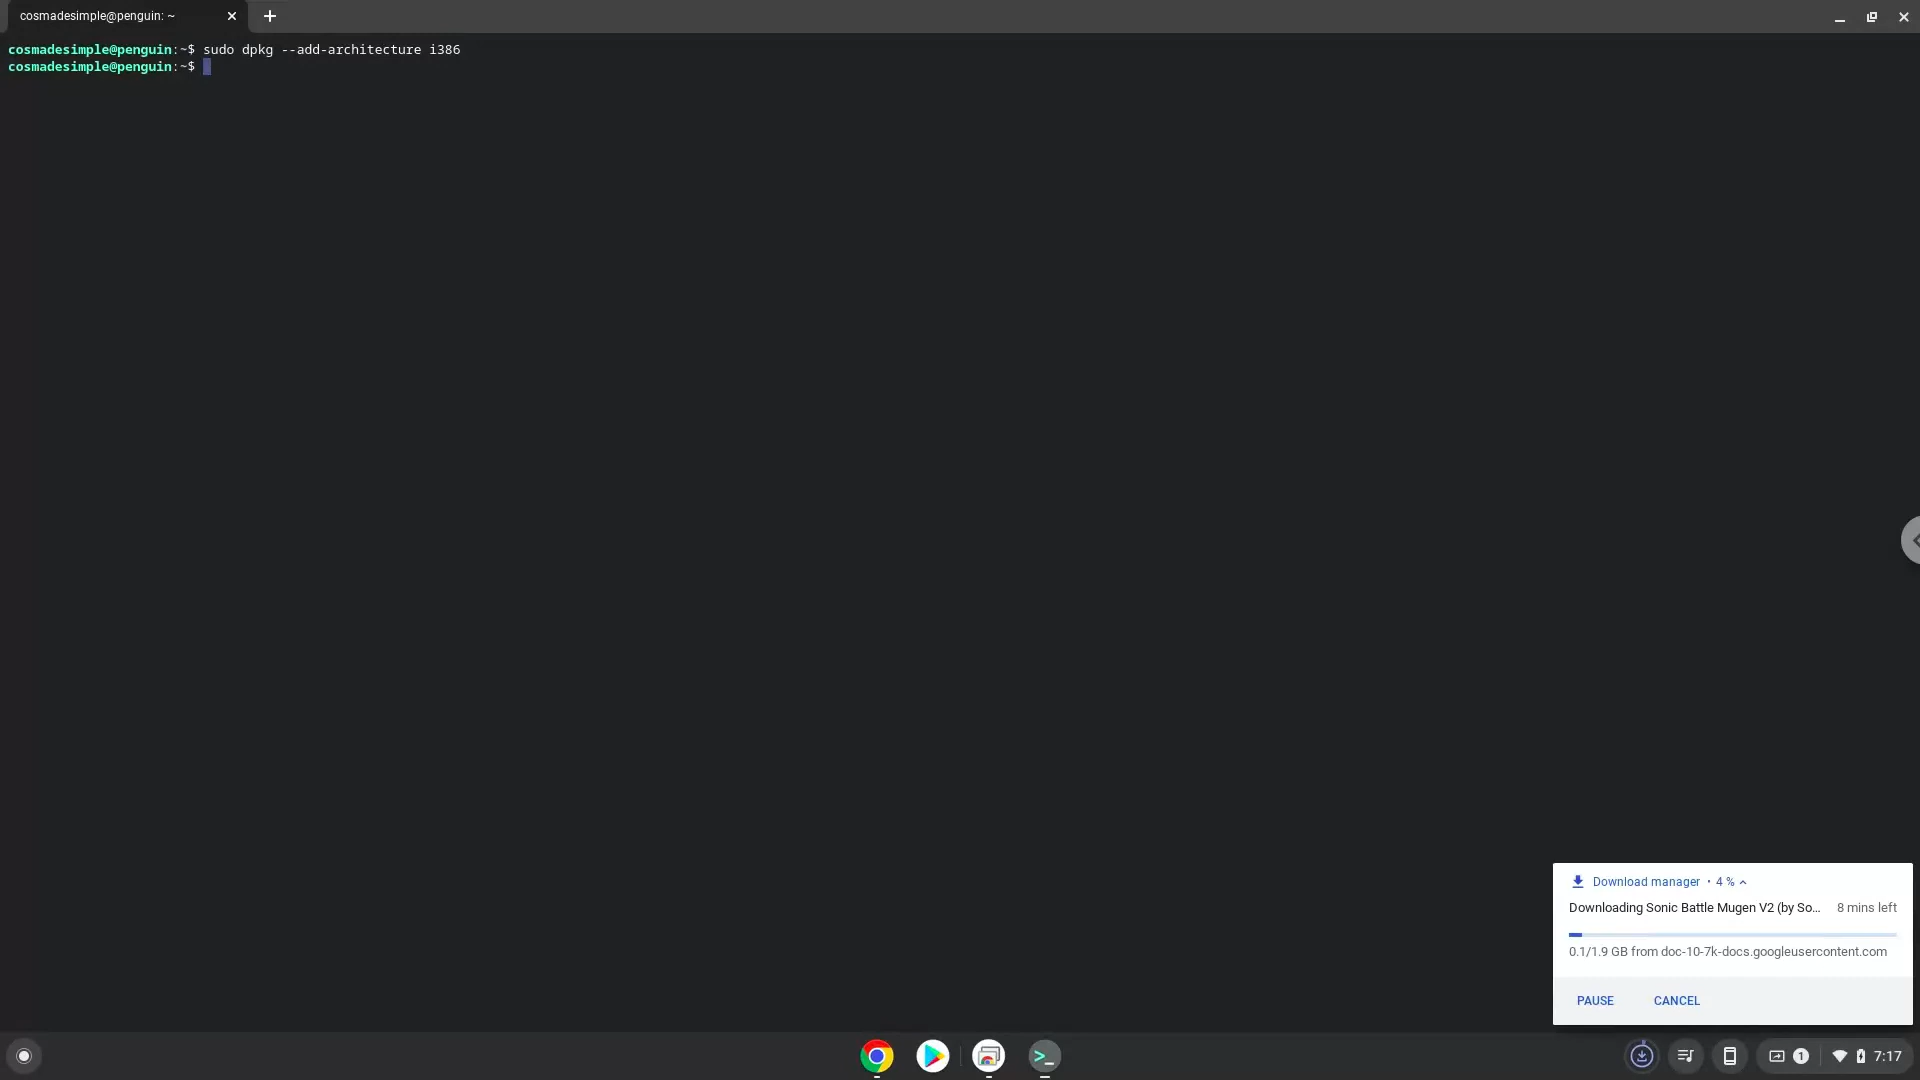 cosmadesimple@penguin: ~
cosmadesimple@penguin:~$ sudo dpkg --add-architecture i386
cosmadesimple@penguin:~$
Download manager • 4 %
Downloading Sonic Battle Mugen V2 (by So... 8 mins left
0.1/1.9 GB from doc-10-7k-docs.googleusercontent.com
PAUSE CANCEL
>_
1 7:17